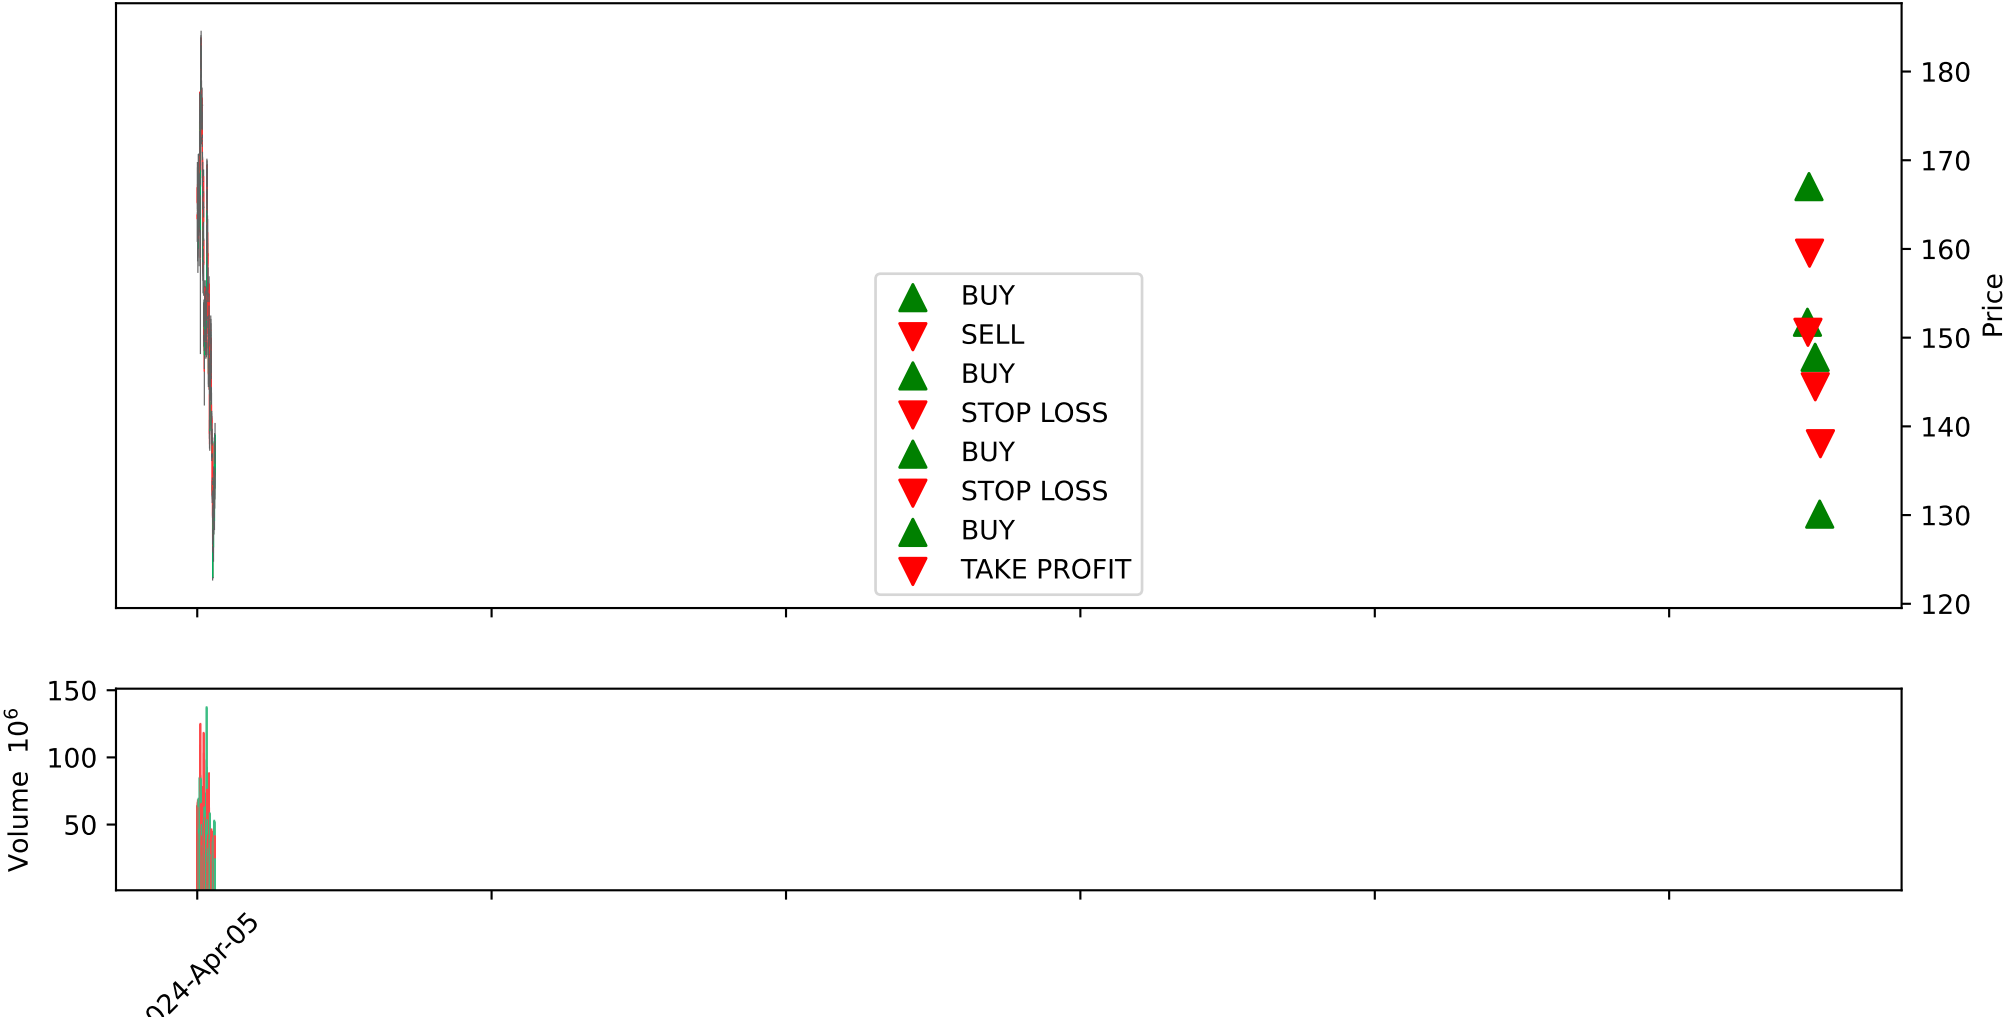 180
170
160
150
140
130
120
Price
BUY
SELL
BUY
STOP LOSS
BUY
STOP LOSS
BUY
TAKE PROFIT
150
100
50
Volume 10⁶
024-Apr-05